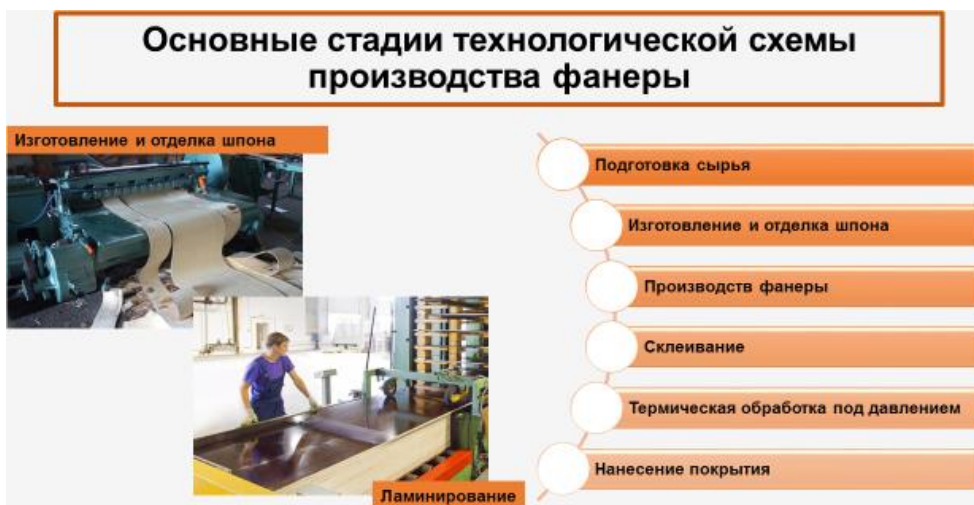 Основные стадии технологической схемы
производства фанеры
Изготовление и отделка шпона
Подготовка сырья
Изготовление и отделка шпона
Производств фанеры
Склеивание
Термическая обработка под давлением
Нанесение покрытия
Ламинирование